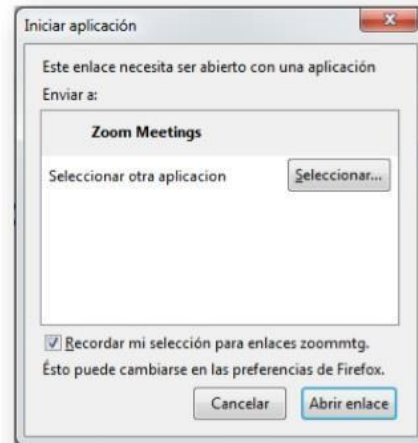 Iniciar aplicación
Este enlace necesita ser abierto con una aplicación
Enviar a:
Zoom Meetings
Seleccionar otra aplicacion
Seleccionar...
Recordar mi selección para enlaces zoommtg.
Ésto puede cambiarse en las preferencias de Firefox.
Cancelar
Abrir enlace